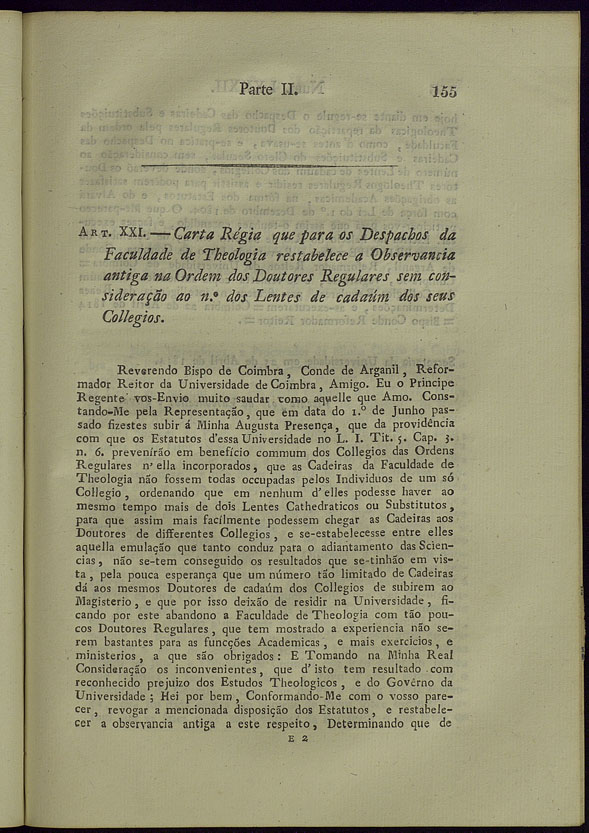 Parte II. 155
ART. XXI. — Carta Régia que para os Despachos da
Faculdade de Theologia restabelece a Observancia
antiga na Ordem dos Doutores Regulares sem con-
sideração ao n.º dos Lentes de cadaúm dos seus
Collegios.
Reverendo Bispo de Coimbra, Conde de Arganil, Refor-
mador Reitor da Universidade de Coimbra, Amigo. Eu o Principe
Regente vos-Envio muito saudar como aquelle que Amo. Cons-
tando-Me pela Representação, que em data do 1.º de Junho pas-
sado fizestes subir á Minha Augusta Presença, que da providência
com que os Estatutos d'essa Universidade no L. I. Tit. 5. Cap. 3.
n. 6. prevenírão em benefício commum dos Collegios das Ordens
Regulares n'ella incorporados, que as Cadeiras da Faculdade de
Theologia não fossem todas occupadas pelos Individuos de um só
Collegio, ordenando que em nenhum d'elles podesse haver ao
mesmo tempo mais de dois Lentes Cathedraticos ou Substitutos,
para que assim mais facílmente podessem chegar as Cadeiras aos
Doutores de differentes Collegios, e se-estabelecesse entre elles
aquella emulação que tanto conduz para o adiantamento das Scien-
cias, não se-tem conseguido os resultados que se-tinhão em vis-
ta, pela pouca esperança que um número tão limitado de Cadeiras
dá aos mesmos Doutores de cadaúm dos Collegios de subirem ao
Magisterio, e que por isso deixão de residir na Universidade, fi-
cando por este abandono a Faculdade de Theologia com tão pou-
cos Doutores Regulares, que tem mostrado a experiencia não se-
rem bastantes para as funcções Academicas, e mais exercicios, e
ministerios, a que são obrigados: E Tomando na Minha Real
Consideração os inconvenientes, que d'isto tem resultado com
reconhecido prejuizo dos Estudos Theologicos, e do Govêrno da
Universidade; Hei por bem, Conformando-Me com o vosso pare-
cer, revogar a mencionada disposição dos Estatutos, e restabele-
cer a observancia antiga a este respeito, Determinando que de
E 2